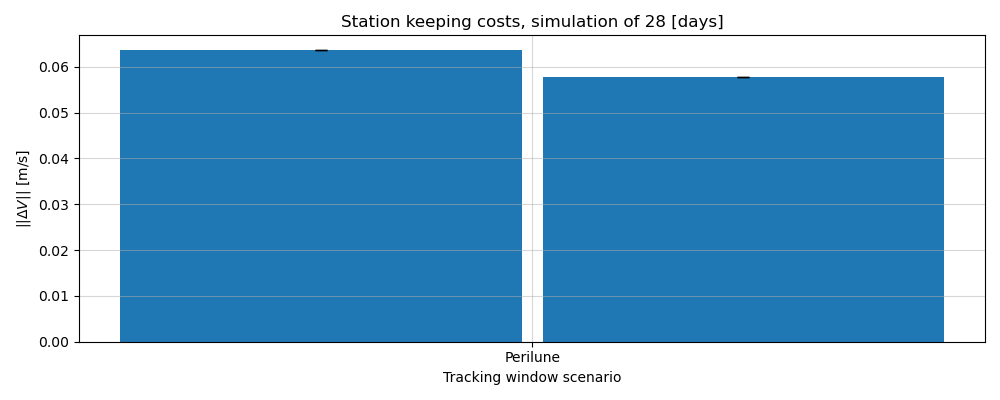 Station keeping costs, simulation of 28 [days]
||ΔV|| [m/s]
0.06
0.05
0.04
0.03
0.02
0.01
0.00
Perilune
Tracking window scenario